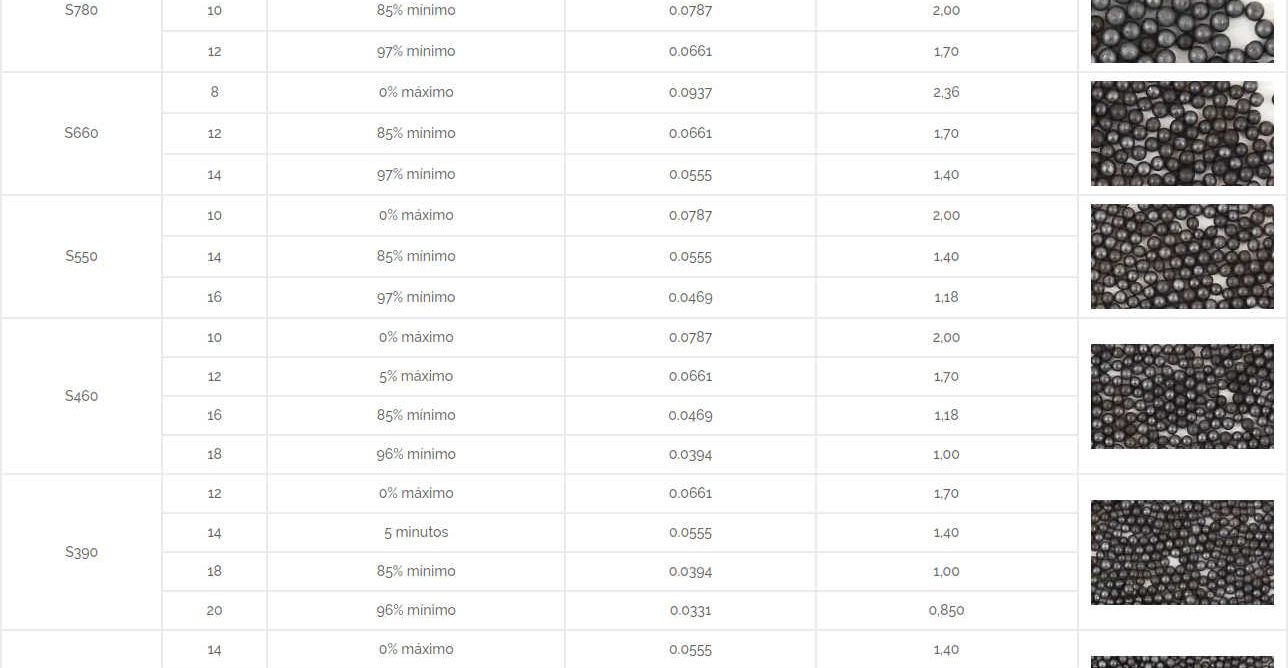 S780 10 85% mínimo 0.0787 2,00
12 97% mínimo 0.0661 1,70
S660 8 0% máximo 0.0937 2,36
12 85% mínimo 0.0661 1,70
14 97% mínimo 0.0555 1,40
S550 10 0% máximo 0.0787 2,00
14 85% mínimo 0.0555 1,40
16 97% mínimo 0.0469 1,18
S460 10 0% máximo 0.0787 2,00
12 5% máximo 0.0661 1,70
16 85% mínimo 0.0469 1,18
18 96% mínimo 0.0394 1,00
S390 12 0% máximo 0.0661 1,70
14 5 minutos 0.0555 1,40
18 85% mínimo 0.0394 1,00
20 96% mínimo 0.0331 0,850
14 0% máximo 0.0555 1,40